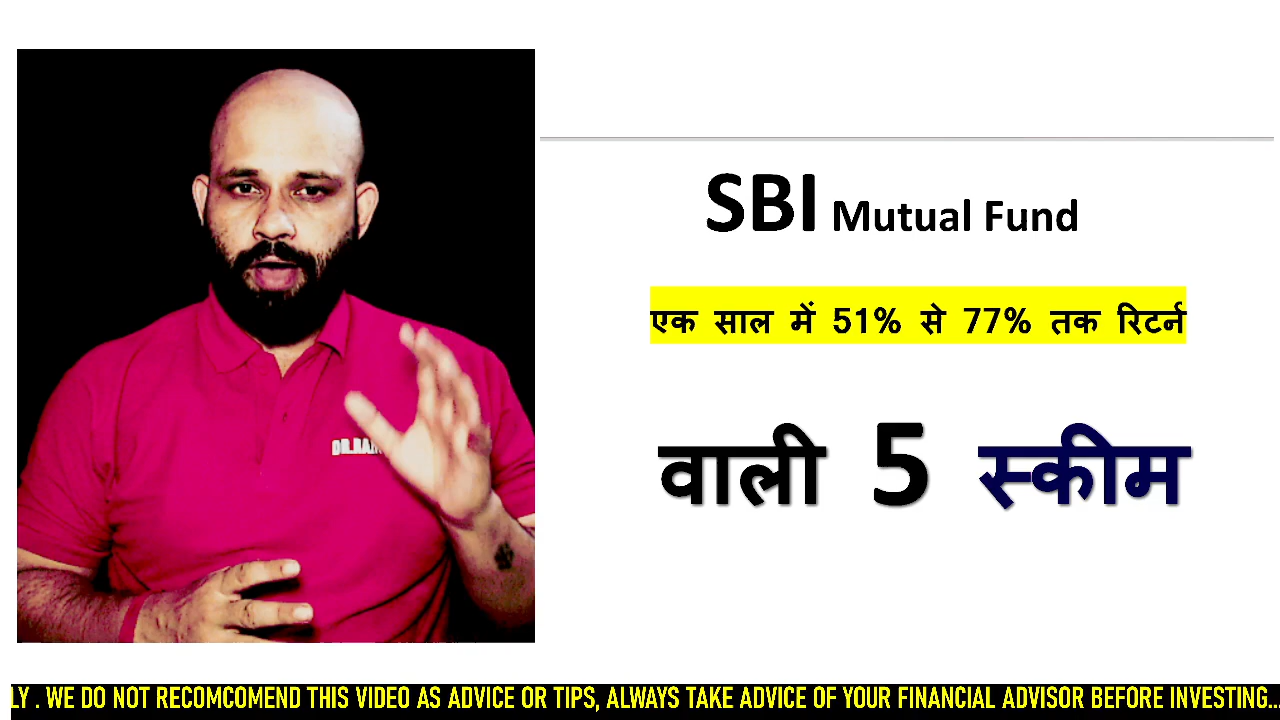 SBI Mutual Fund
एक साल में 51% से 77% तक रिटर्न
वाली 5 स्कीम
LY . WE DO NOT RECOMCOMEND THIS VIDEO AS ADVICE OR TIPS, ALWAYS TAKE ADVICE OF YOUR FINANCIAL ADVISOR BEFORE INVESTING...